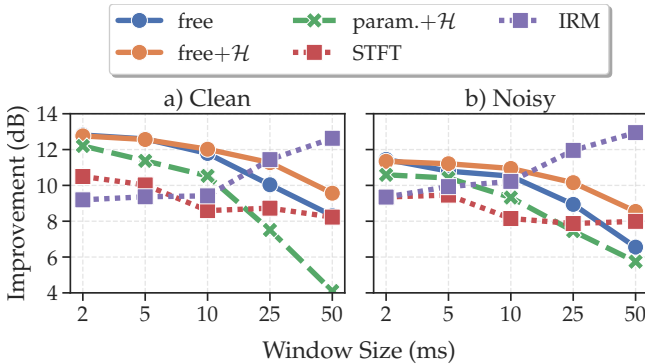 free
param.+ℋ
IRM
free+ℋ
STFT
a) Clean
b) Noisy
Improvement (dB)
14
12
10
8
6
4
2 5 10 25 50
2 5 10 25 50
Window Size (ms)